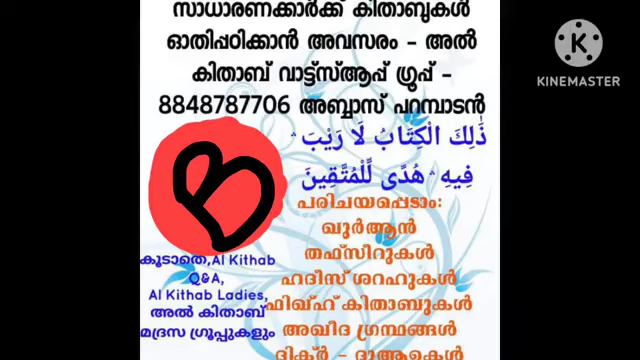 സാധാരണക്കാർക്ക് കിതാബുകൾ
ഓതിപഠിക്കാൻ അവസരം - അൽ
കിതാബ് വാട്ട്സ്ആപ്പ് ഗ്രൂപ്പ് -
8848787706 അബ്ബാസ് പറമ്പാടൻ
ذَٰلِكَ الْكِتَابُ لَا رَيْبَ ۛ
فِيهِ ۛ هُدًى لِّلْمُتَّقِينَ
B
പരിചയപ്പെടാം:
ഖുർആൻ
തഫ്സീറുകൾ
ഹദീസ് ശറഹുകൾ
ഫിഖ്ഹ് കിതാബുകൾ
അഖീദ ഗ്രന്ഥങ്ങൾ
ദിക്ർ - ദുആഉകൾ
കൂടാതെ,Al Kithab
Q&A,
Al Kithab Ladies,
അൽ കിതാബ്
മദ്രസ ഗ്രൂപ്പുകളും
K
KINEMASTER